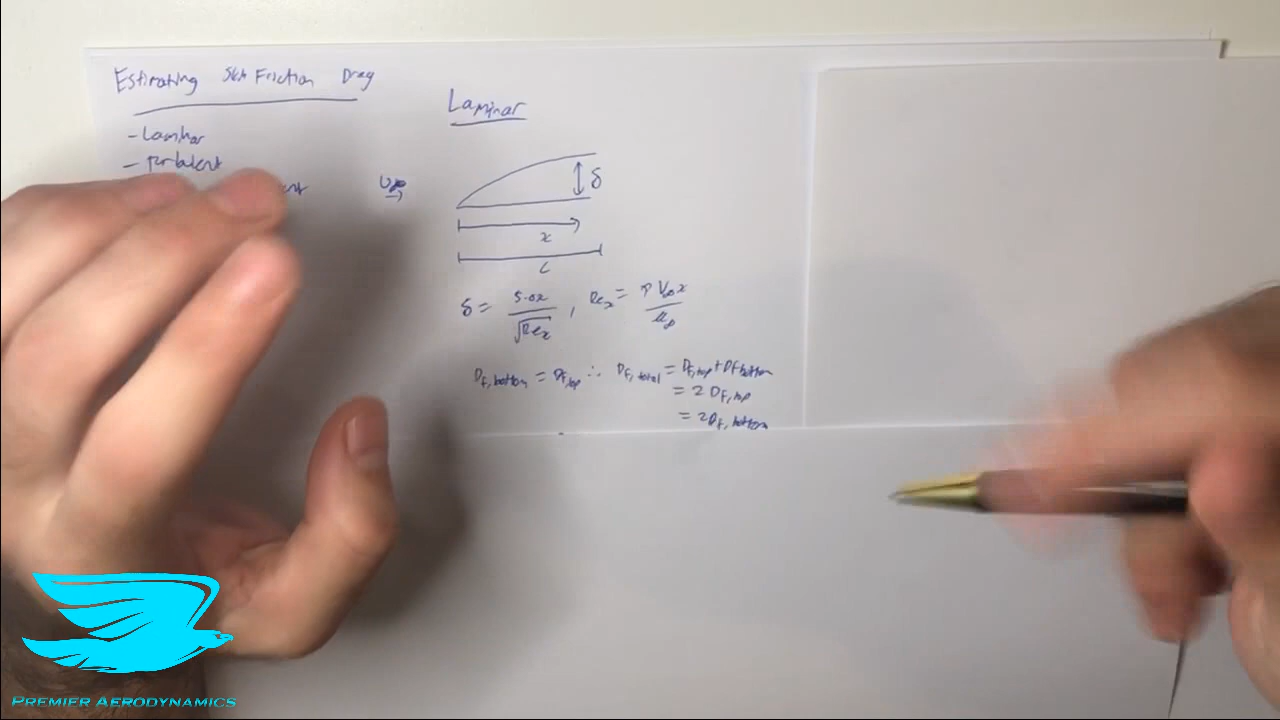 Estimating Skin Friction Drag
- Laminar
- Turbulent
Laminar
U∞
δ
x
L
δ = 5.0x / √Re_x , Re_x = ρ V∞ x / μ∞
D_f,bottom = D_f,top ∴ D_f,total = D_f,top + D_f,bottom
= 2 D_f,top
= 2 D_f,bottom
PREMIER AERODYNAMICS